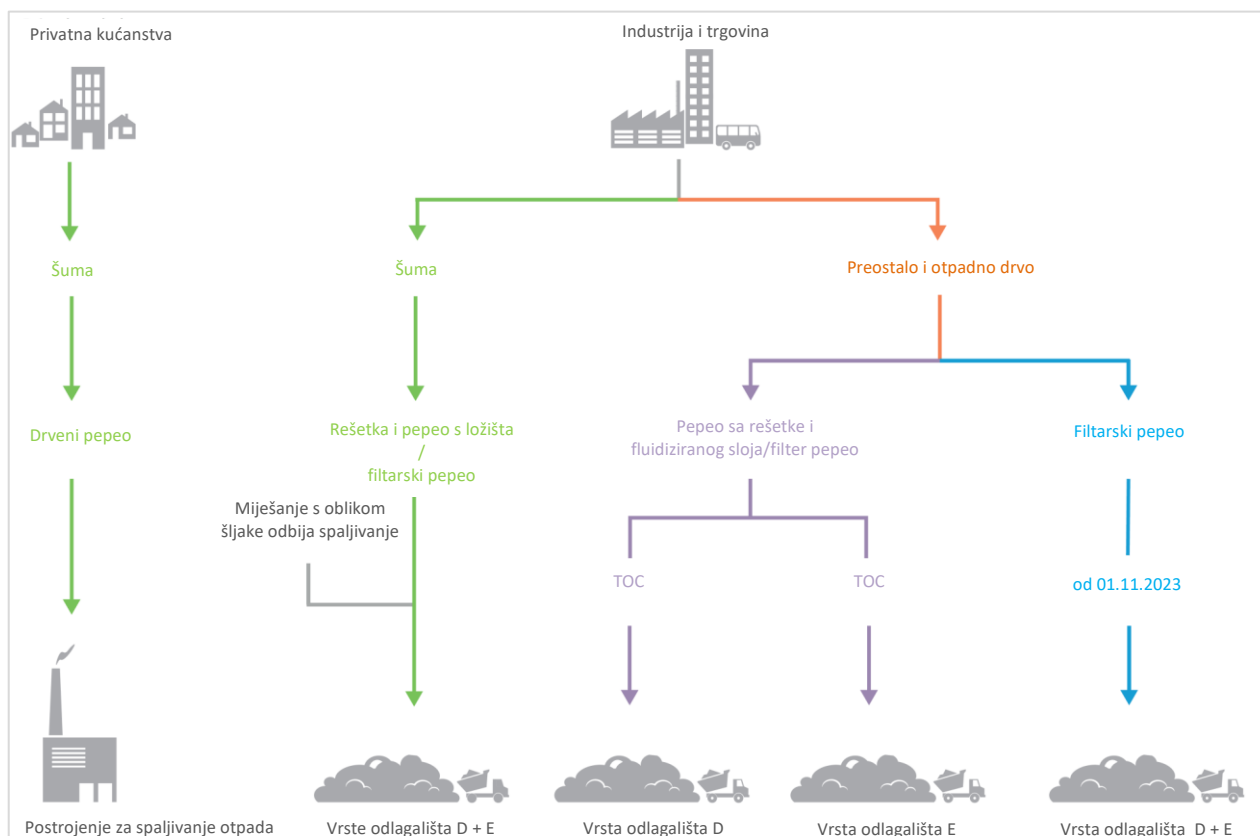 Privatna kućanstva
Industrija i trgovina
Šuma
Šuma
Preostalo i otpadno drvo
Drveni pepeo
Rešetka i pepeo s ložišta
/
filtarski pepeo
Pepeo sa rešetke i
fluidiziranog sloja/filter pepeo
Filtarski pepeo
Miješanje s oblikom
šljake odbija spaljivanje
TOC
TOC
od 01.11.2023
Postrojenje za spaljivanje otpada
Vrste odlagališta D + E
Vrsta odlagališta D
Vrsta odlagališta E
Vrsta odlagališta D + E